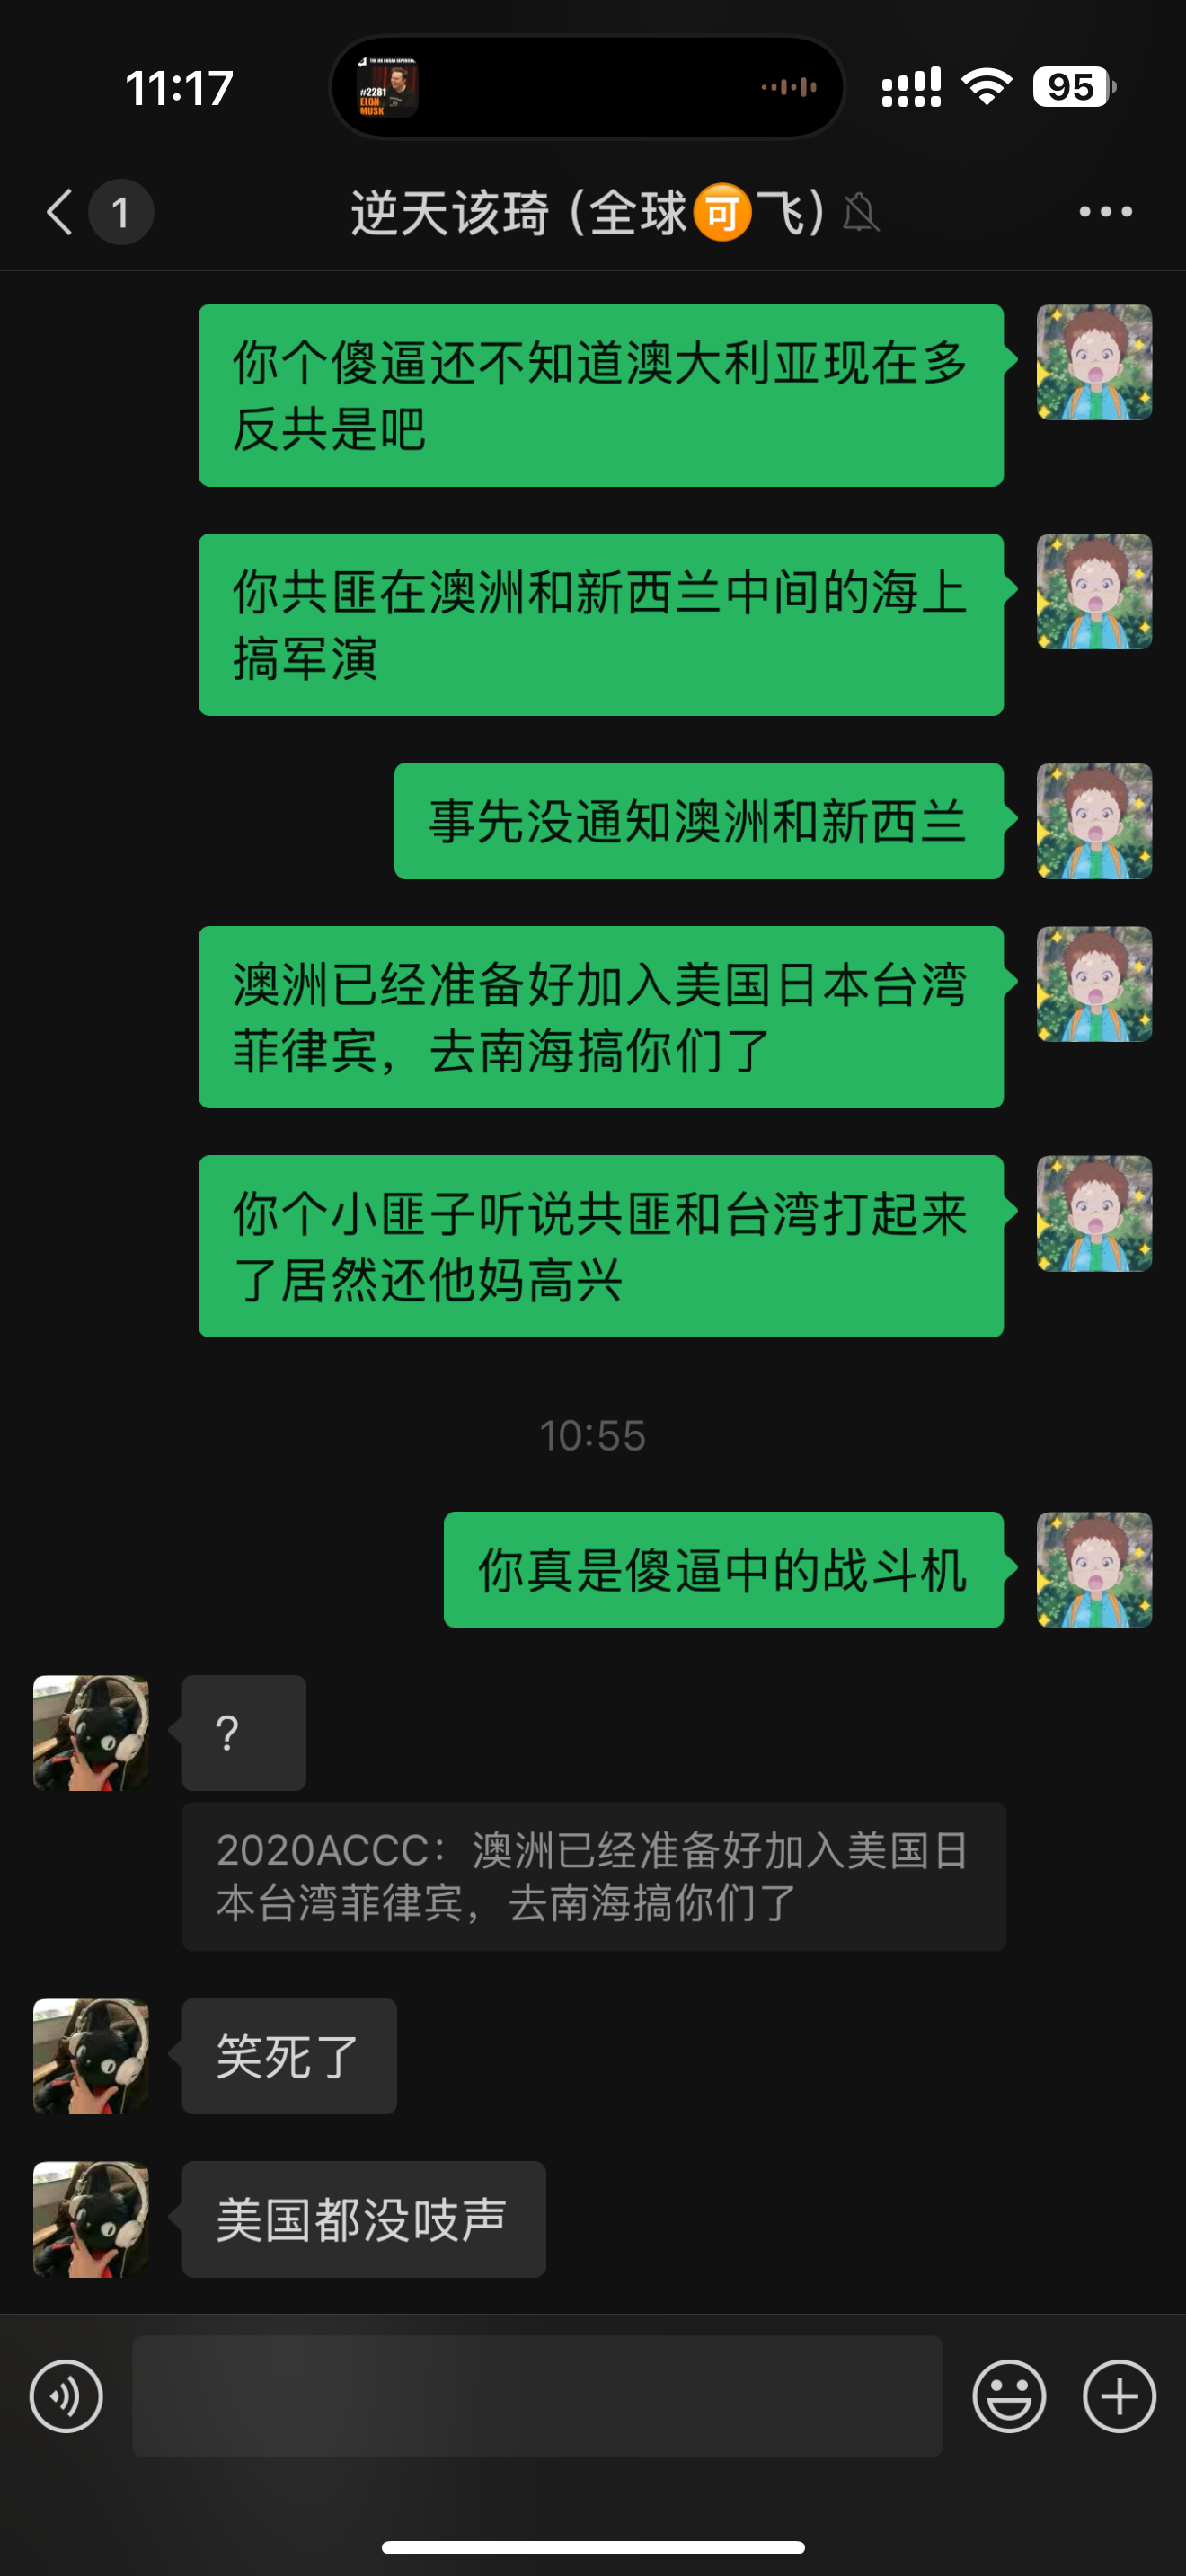 11:17
THE JOE ROGAN EXPERIENCE
#2281
ELON
MUSK
95
1
逆天该琦 (全球🉑飞)
你个傻逼还不知道澳大利亚现在多
反共是吧
你共匪在澳洲和新西兰中间的海上
搞军演
事先没通知澳洲和新西兰
澳洲已经准备好加入美国日本台湾
菲律宾，去南海搞你们了
你个小匪子听说共匪和台湾打起来
了居然还他妈高兴
10:55
你真是傻逼中的战斗机
?
2020ACCC：澳洲已经准备好加入美国日
本台湾菲律宾，去南海搞你们了
笑死了
美国都没吱声